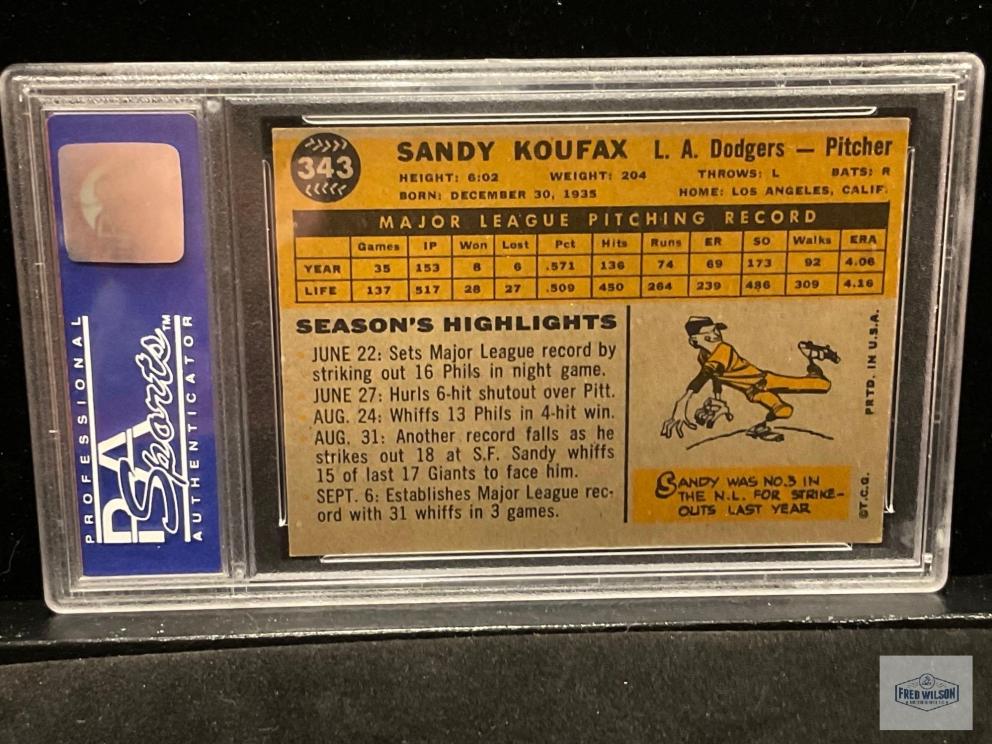 343
SANDY KOUFAX L. A. Dodgers — Pitcher
HEIGHT: 6:02 WEIGHT: 204 THROWS: L BATS: R
BORN: DECEMBER 30, 1935 HOME: LOS ANGELES, CALIF.
MAJOR LEAGUE PITCHING RECORD
Games IP Won Lost Pct Hits Runs ER SO Walks ERA
YEAR 35 153 8 6 .571 136 74 69 173 92 4.06
LIFE 137 517 28 27 .509 450 264 239 486 309 4.16
SEASON'S HIGHLIGHTS
JUNE 22: Sets Major League record by
striking out 16 Phils in night game.
JUNE 27: Hurls 6-hit shutout over Pitt.
AUG. 24: Whiffs 13 Phils in 4-hit win.
AUG. 31: Another record falls as he
strikes out 18 at S.F. Sandy whiffs
15 of last 17 Giants to face him.
SEPT. 6: Establishes Major League rec-
ord with 31 whiffs in 3 games.
SANDY WAS NO.3 IN
THE N.L. FOR STRIKE-
OUTS LAST YEAR
©T.C.G. PRTD. IN U.S.A.
PROFESSIONAL
PSA
Sports™
AUTHENTICATOR
FRED WILSON